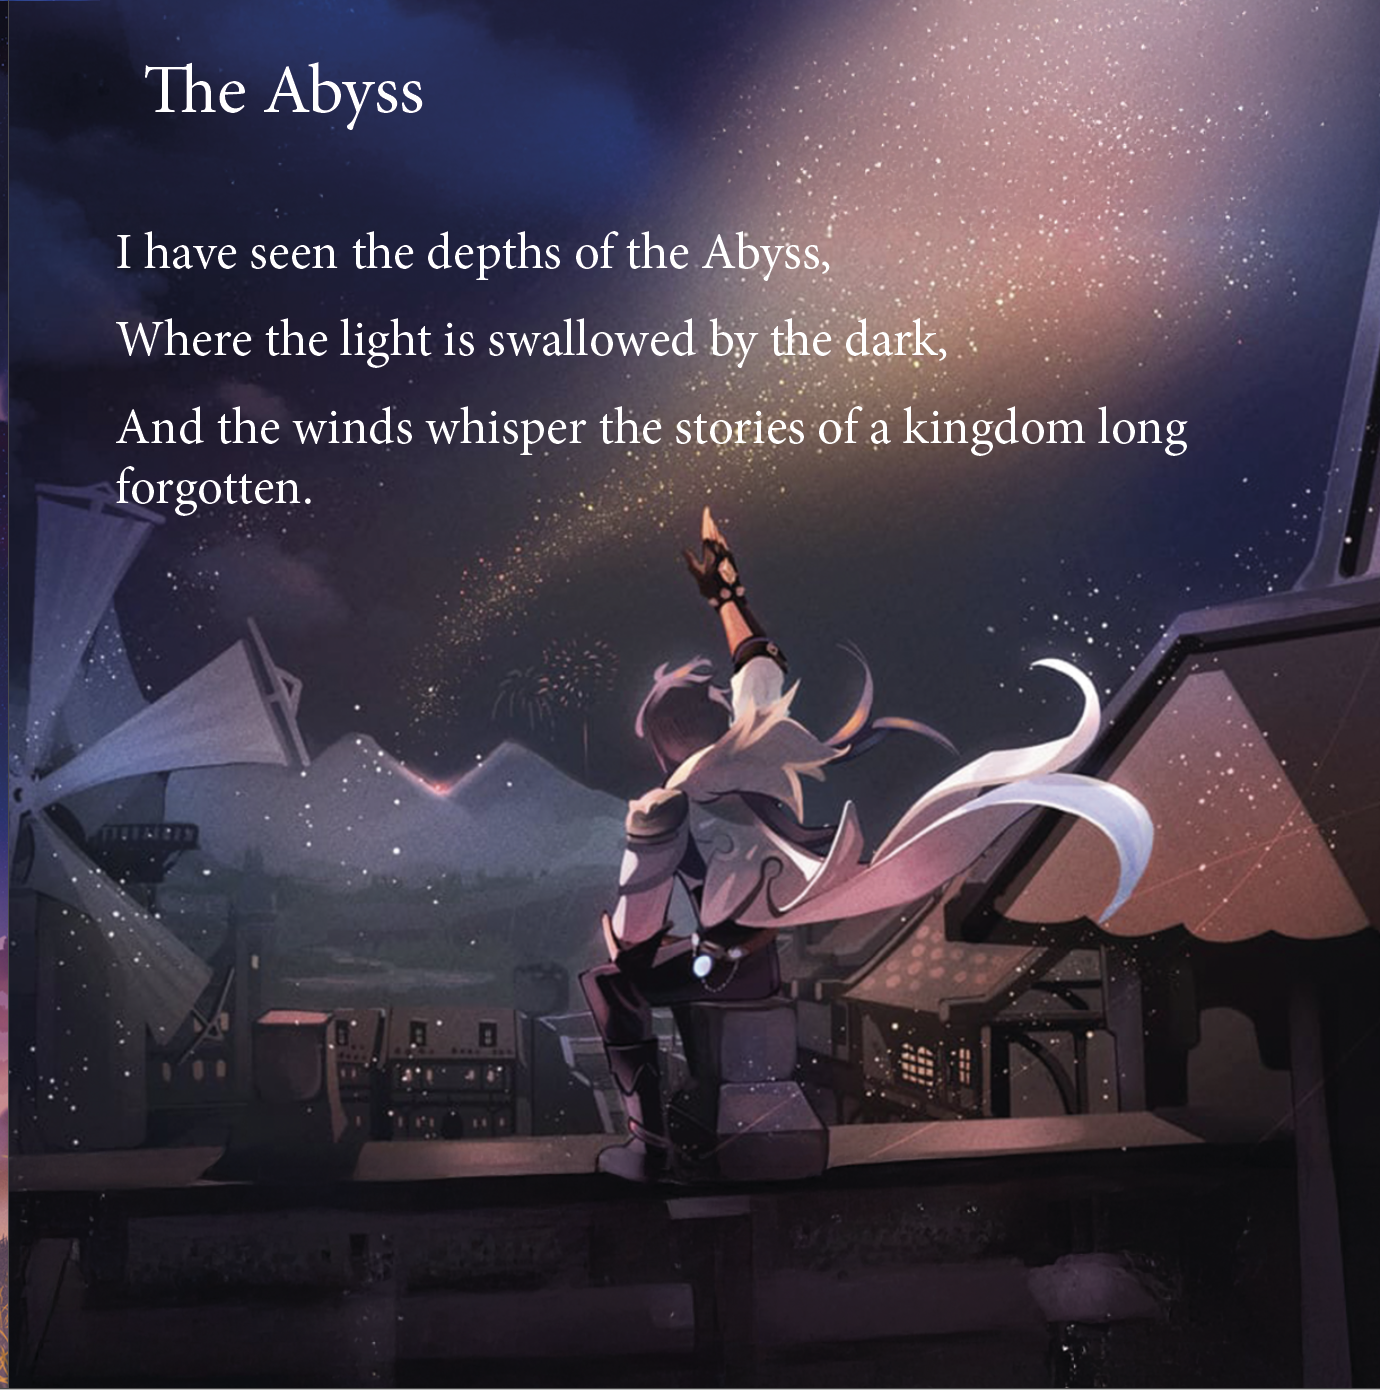 The Abyss
I have seen the depths of the Abyss,
Where the light is swallowed by the dark,
And the winds whisper the stories of a kingdom long
forgotten.